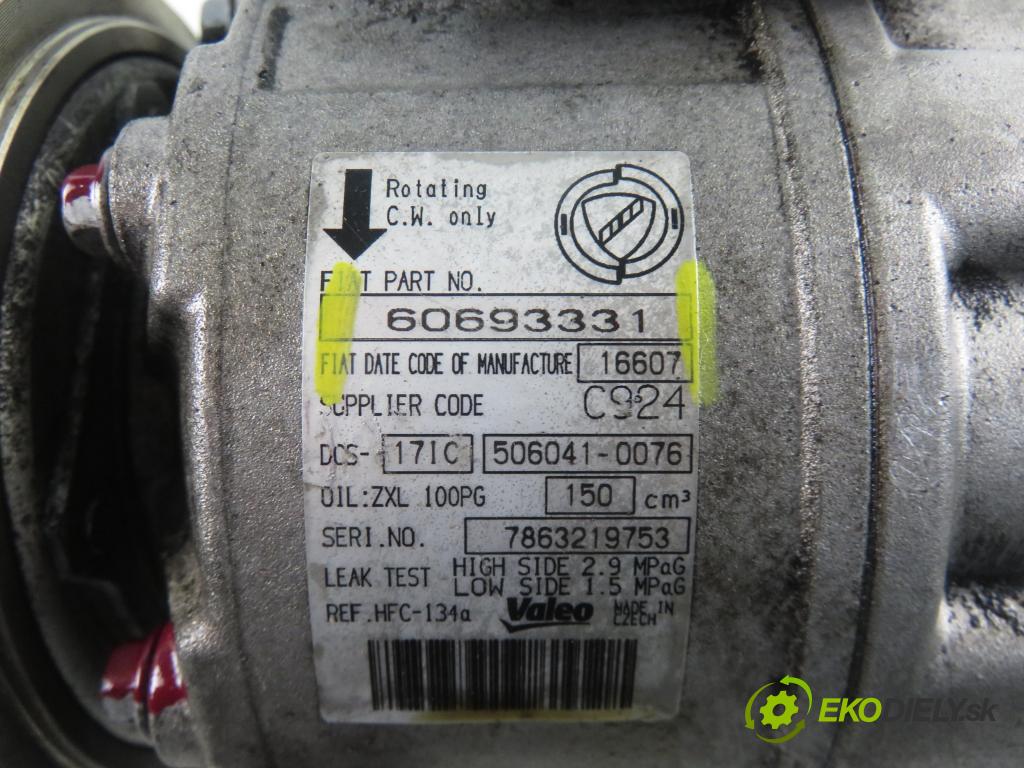 Rotating
C.W. only
FIAT PART NO.
60693331
FIAT DATE CODE OF MANUFACTURE 16607
SUPPLIER CODE C924
DCS- 17IC 506041-0076
OIL:ZXL 100PG 150 cm³
SERI.NO. 7863219753
LEAK TEST HIGH SIDE 2.9 MPaG
LOW SIDE 1.5 MPaG
REF.HFC-134a Valeo MADE IN
CZECH
EKODIELY.sk